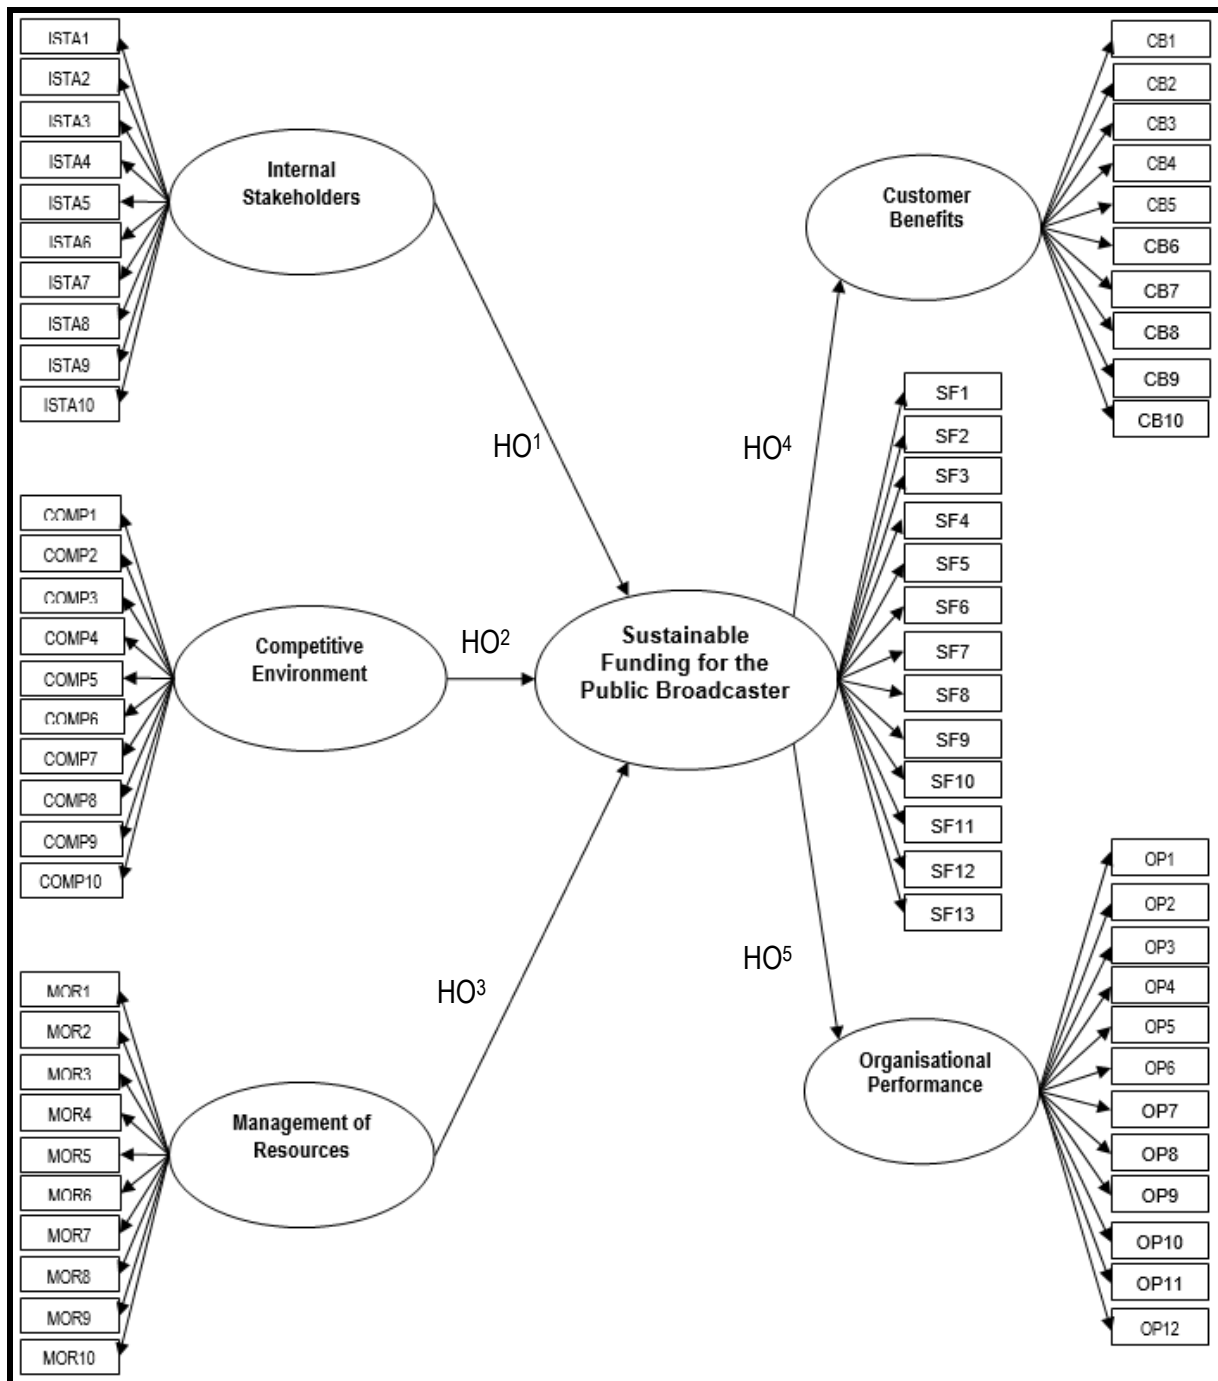 ISTA1
ISTA2
ISTA3
ISTA4
ISTA5
ISTA6
ISTA7
ISTA8
ISTA9
ISTA10
Internal
Stakeholders
HO¹
COMP1
COMP2
COMP3
COMP4
COMP5
COMP6
COMP7
COMP8
COMP9
COMP10
Competitive
Environment
HO²
MOR1
MOR2
MOR3
MOR4
MOR5
MOR6
MOR7
MOR8
MOR9
MOR10
Management of
Resources
HO³
Sustainable
Funding for the
Public Broadcaster
SF1
SF2
SF3
SF4
SF5
SF6
SF7
SF8
SF9
SF10
SF11
SF12
SF13
HO⁴
Customer
Benefits
CB1
CB2
CB3
CB4
CB5
CB6
CB7
CB8
CB9
CB10
HO⁵
Organisational
Performance
OP1
OP2
OP3
OP4
OP5
OP6
OP7
OP8
OP9
OP10
OP11
OP12